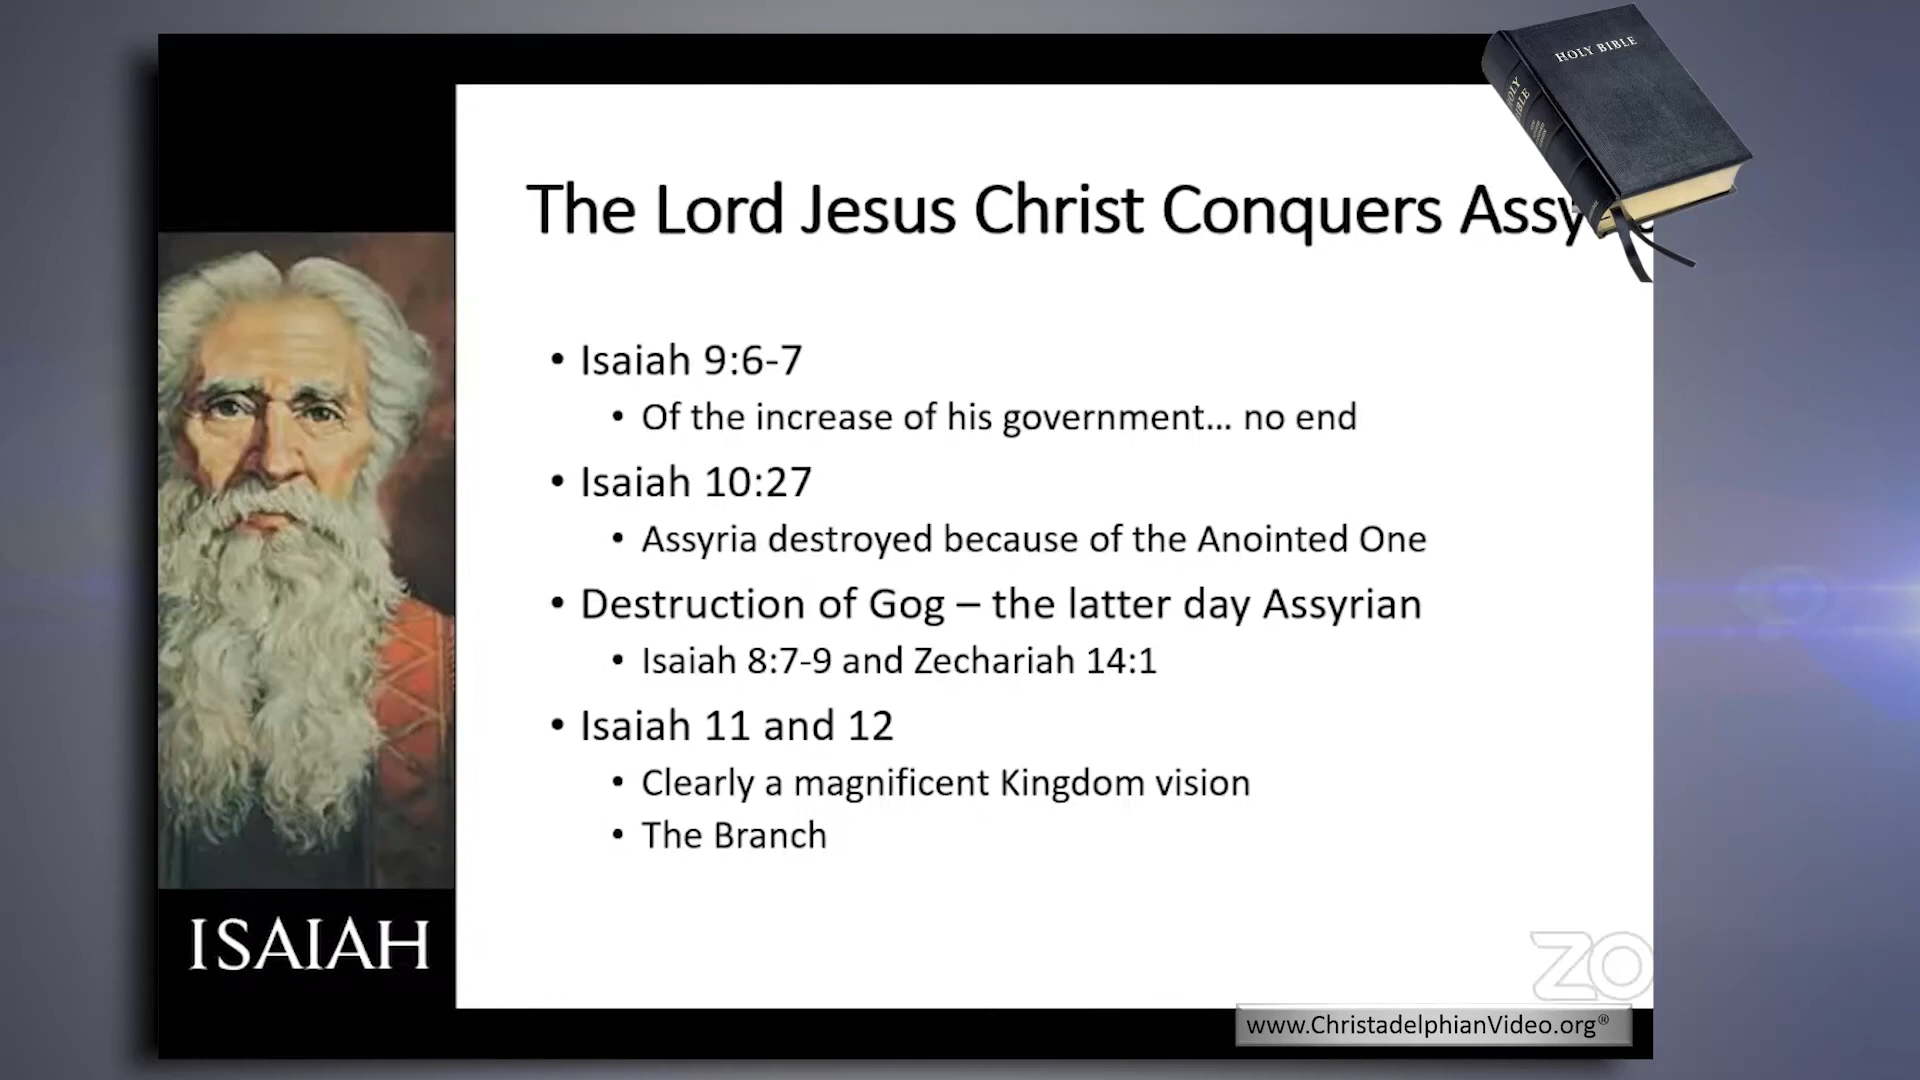 HOLY BIBLE
HOLY BIBLE
The Lord Jesus Christ Conquers
• Isaiah 9:6-7
• Of the increase of his government... no end
• Isaiah 10:27
• Assyria destroyed because of the Anointed One
• Destruction of Gog – the latter day Assyrian
• Isaiah 8:7-9 and Zechariah 14:1
• Isaiah 11 and 12
• Clearly a magnificent Kingdom vision
• The Branch
ISAIAH
ZO
www.ChristadelphianVideo.org®